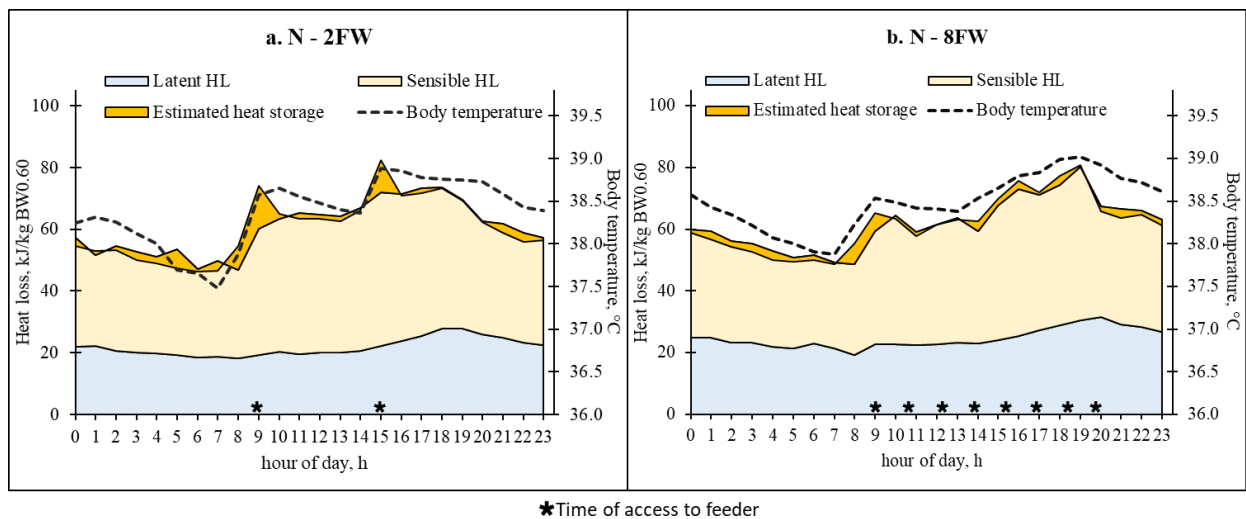 a. N - 2FW
Latent HL
Sensible HL
Estimated heat storage
Body temperature
Heat loss, kJ/kg BW0.60
100
80
60
40
20
0
39.5
39.0
38.5
38.0
37.5
37.0
36.5
36.0
Body temperature, °C
* *
0 1 2 3 4 5 6 7 8 9 10 11 12 13 14 15 16 17 18 19 20 21 22 23
hour of day, h
b. N - 8FW
Latent HL
Sensible HL
Estimated heat storage
Body temperature
Heat loss, kJ/kg BW0.60
100
80
60
40
20
0
39.5
39.0
38.5
38.0
37.5
37.0
36.5
36.0
Body temperature, °C
* * * * * * * *
0 1 2 3 4 5 6 7 8 9 10 11 12 13 14 15 16 17 18 19 20 21 22 23
hour of day, h
*Time of access to feeder